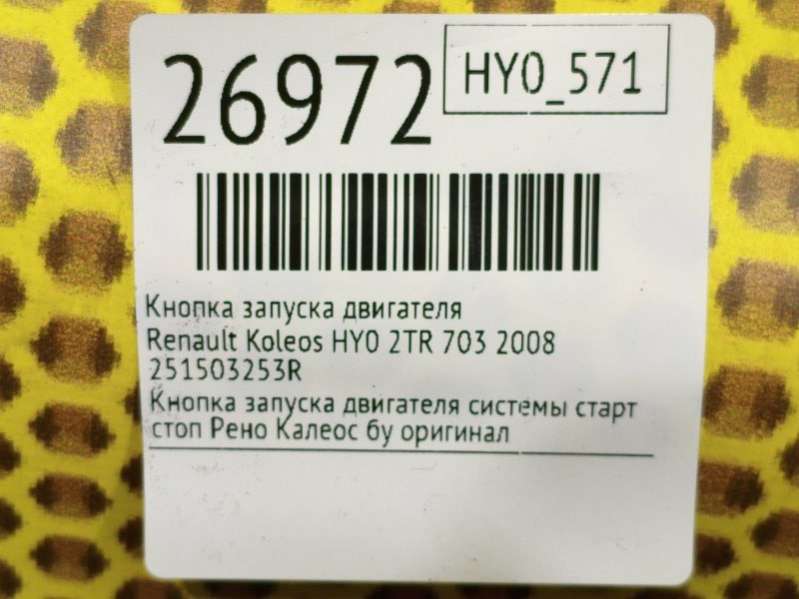 26972
HY0_571
Кнопка запуска двигателя
Renault Koleos HY0 2TR 703 2008
251503253R
Кнопка запуска двигателя системы старт
стоп Рено Калеос бу оригинал